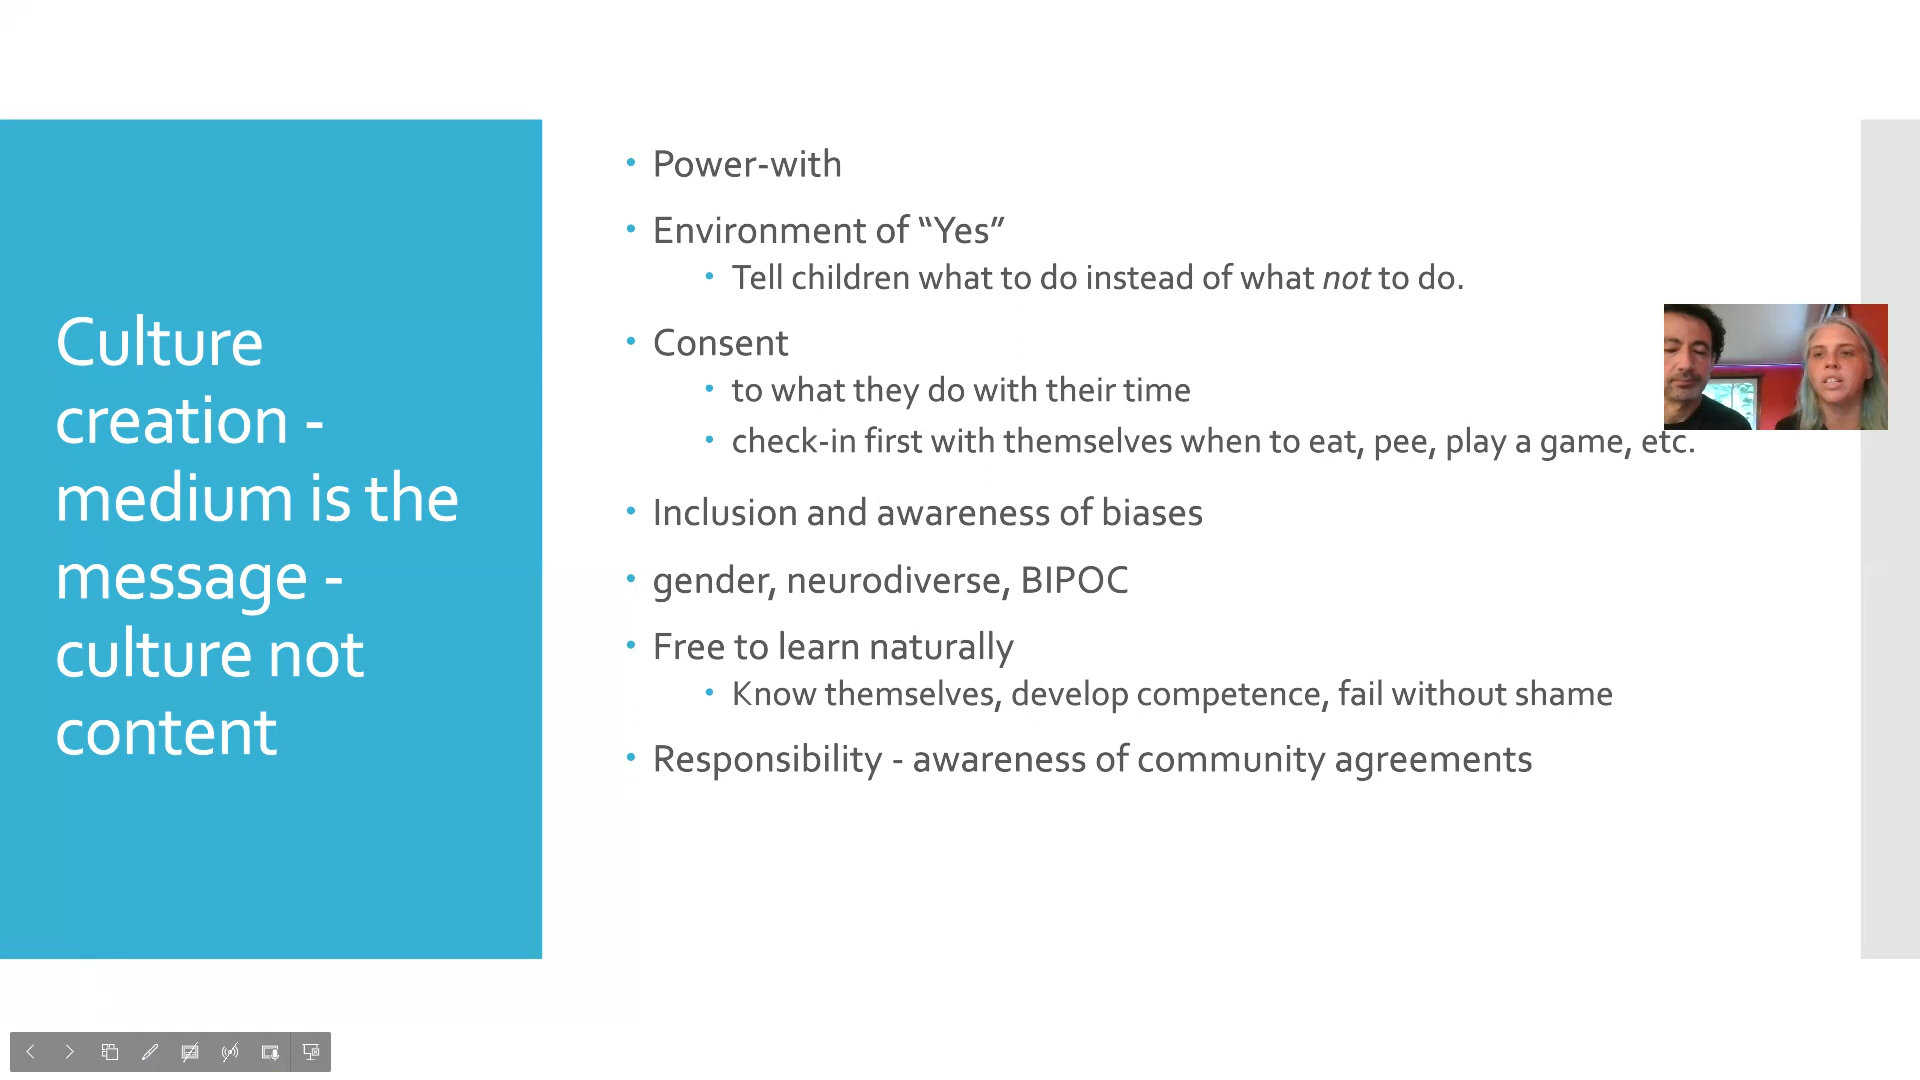 Culture
creation -
medium is the
message -
culture not
content
• Power-with
• Environment of “Yes”
• Tell children what to do instead of what not to do.
• Consent
• to what they do with their time
• check-in first with themselves when to eat, pee, play a game, etc.
• Inclusion and awareness of biases
• gender, neurodiverse, BIPOC
• Free to learn naturally
• Know themselves, develop competence, fail without shame
• Responsibility - awareness of community agreements